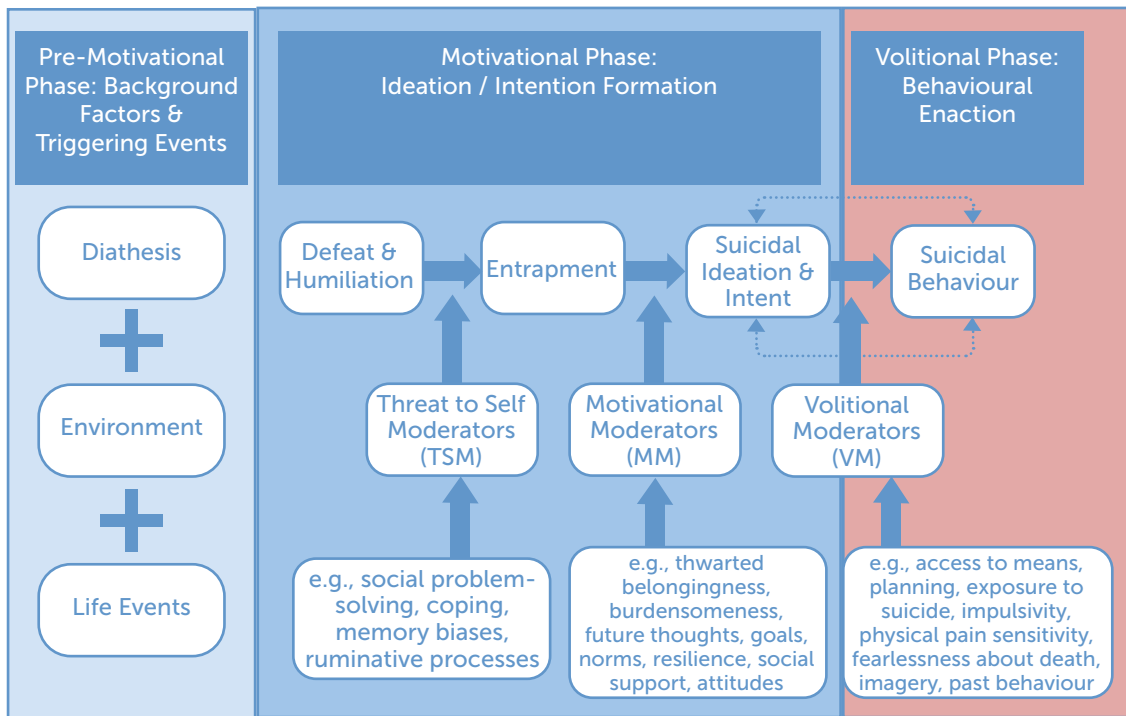 Pre-Motivational
Phase: Background
Factors &
Triggering Events
Motivational Phase:
Ideation / Intention Formation
Volitional Phase:
Behavioural
Enaction
Diathesis
Environment
Life Events
Defeat &
Humiliation
Entrapment
Suicidal
Ideation &
Intent
Suicidal
Behaviour
Threat to Self
Moderators
(TSM)
Motivational
Moderators
(MM)
Volitional
Moderators
(VM)
e.g., social problem-
solving, coping,
memory biases,
ruminative processes
e.g., thwarted
belongingness,
burdensomeness,
future thoughts, goals,
norms, resilience, social
support, attitudes
e.g., access to means,
planning, exposure to
suicide, impulsivity,
physical pain sensitivity,
fearlessness about death,
imagery, past behaviour